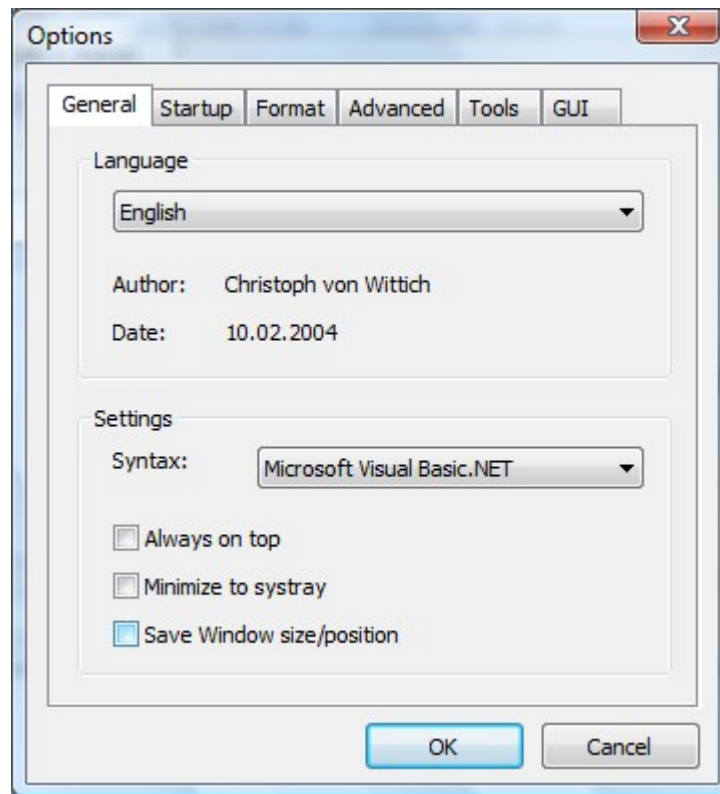 Options
General Startup Format Advanced Tools GUI
Language
English
Author: Christoph von Wittich
Date: 10.02.2004
Settings
Syntax: Microsoft Visual Basic.NET
Always on top
Minimize to systray
Save Window size/position
OK Cancel